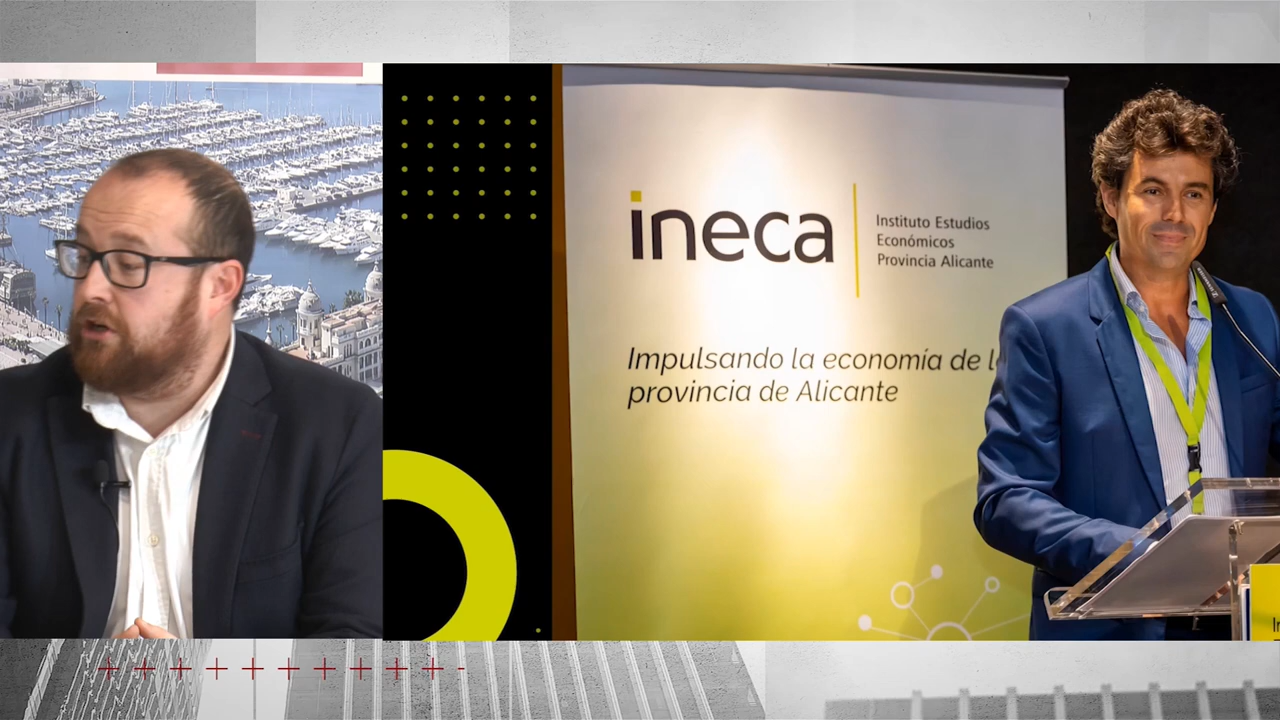 ineca
Instituto Estudios
Económicos
Provincia Alicante
Impulsando la economía de l
provincia de Alicante